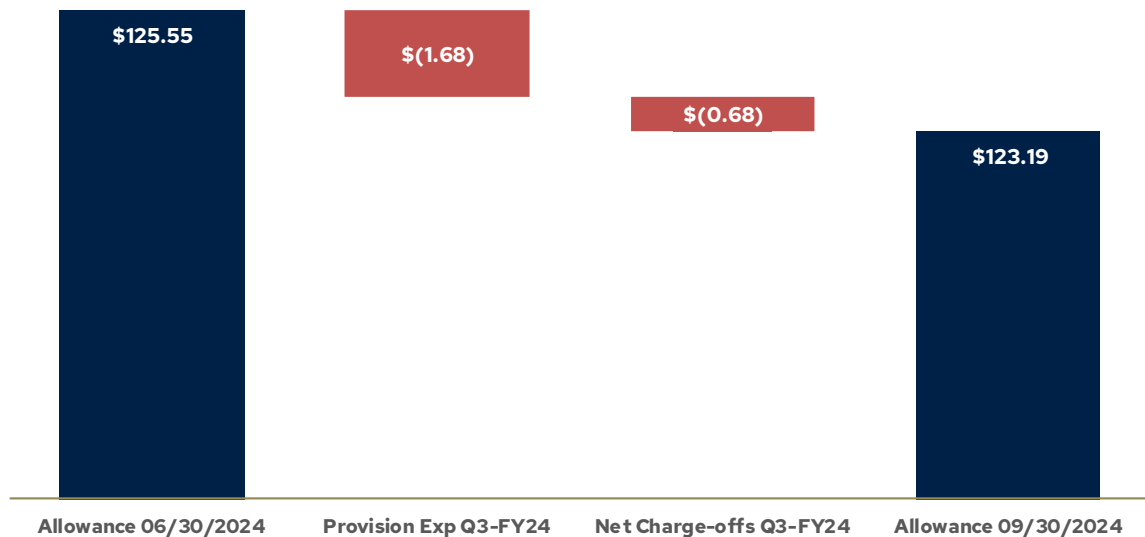 $125.55
$(1.68)
$(0.68)
$123.19
Allowance 06/30/2024
Provision Exp Q3-FY24
Net Charge-offs Q3-FY24
Allowance 09/30/2024